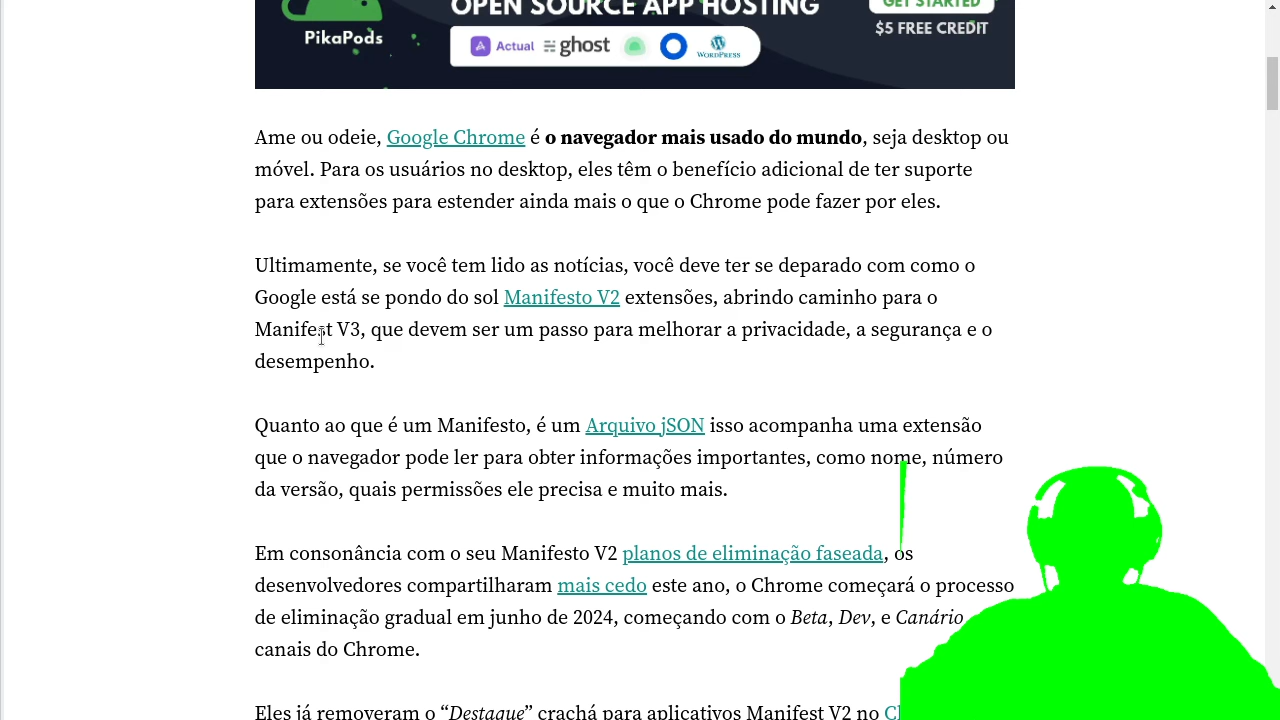 OPEN SOURCE APP HOSTING
GET STARTED
PikaPods
Actual
ghost
WORDPRESS
$5 FREE CREDIT
Ame ou odeie, Google Chrome é o navegador mais usado do mundo, seja desktop ou
móvel. Para os usuários no desktop, eles têm o benefício adicional de ter suporte
para extensões para estender ainda mais o que o Chrome pode fazer por eles.
Ultimamente, se você tem lido as notícias, você deve ter se deparado com como o
Google está se pondo do sol Manifesto V2 extensões, abrindo caminho para o
Manifest V3, que devem ser um passo para melhorar a privacidade, a segurança e o
desempenho.
Quanto ao que é um Manifesto, é um Arquivo jSON isso acompanha uma extensão
que o navegador pode ler para obter informações importantes, como nome, número
da versão, quais permissões ele precisa e muito mais.
Em consonância com o seu Manifesto V2 planos de eliminação faseada, os
desenvolvedores compartilharam mais cedo este ano, o Chrome começará o processo
de eliminação gradual em junho de 2024, começando com o Beta, Dev, e Canário
canais do Chrome.
Eles já removeram o “Destaque” crachá para aplicativos Manifest V2 no